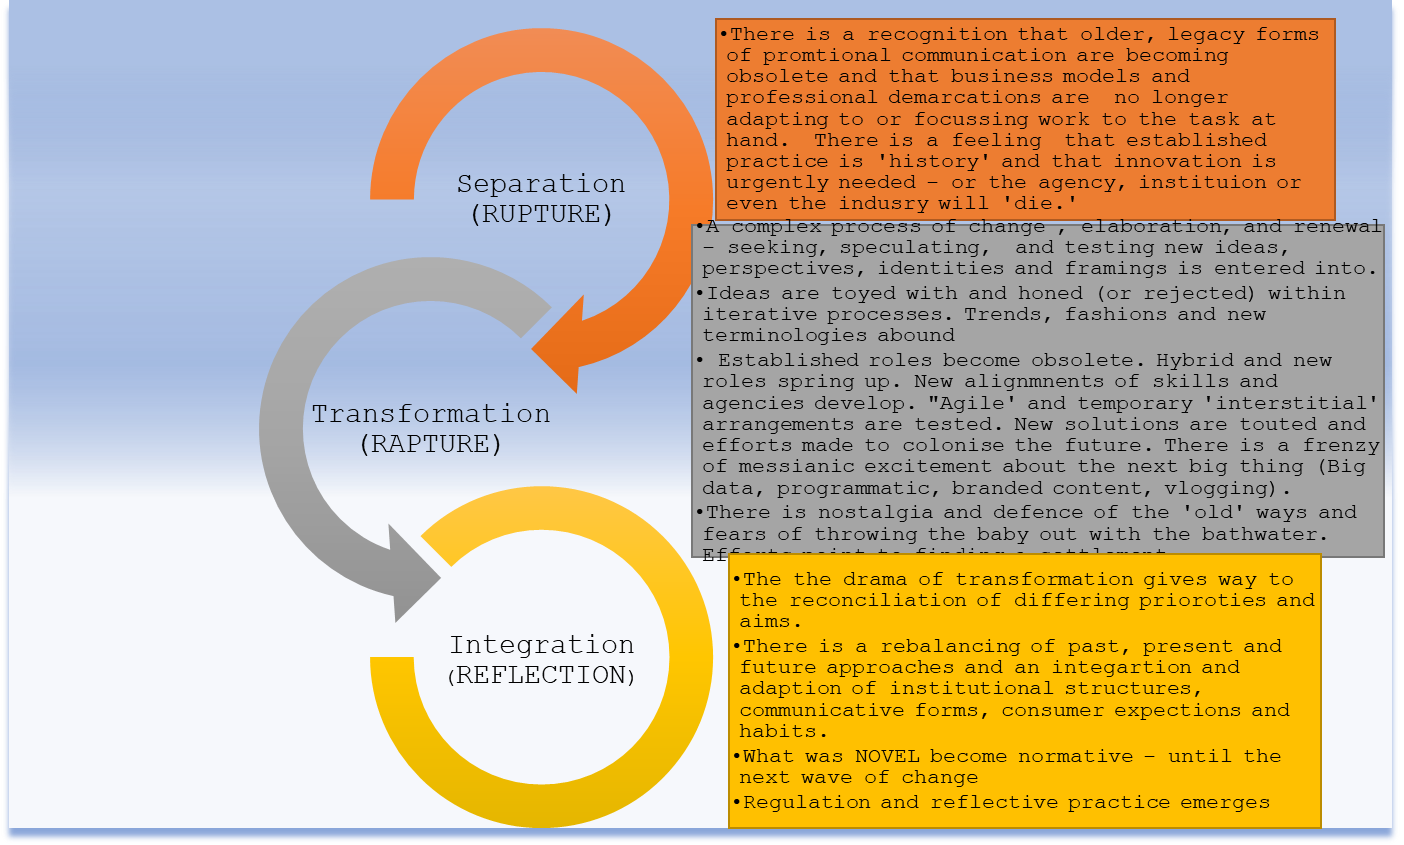 Separation
(RUPTURE)
•There is a recognition that older, legacy forms
of promtional communication are becoming
obsolete and that business models and
professional demarcations are  no longer
adapting to or focussing work to the task at
hand.  There is a feeling  that established
practice is 'history' and that innovation is
urgently needed – or the agency, instituion or
even the indusry will 'die.'
Transformation
(RAPTURE)
•A complex process of change , elaboration, and renewal
– seeking, speculating,  and testing new ideas,
perspectives, identities and framings is entered into.
•Ideas are toyed with and honed (or rejected) within
iterative processes. Trends, fashions and new
terminologies abound
• Established roles become obsolete. Hybrid and new
roles spring up. New alignmnents of skills and
agencies develop. "Agile' and temporary 'interstitial'
arrangements are tested. New solutions are touted and
efforts made to colonise the future. There is a frenzy
of messianic excitement about the next big thing (Big
data, programmatic, branded content, vlogging).
•There is nostalgia and defence of the 'old' ways and
fears of throwing the baby out with the bathwater.
Efforts point to finding a settlement
Integration
(REFLECTION)
•The the drama of transformation gives way to
the reconciliation of differing prioroties and
aims.
•There is a rebalancing of past, present and
future approaches and an integartion and
adaption of institutional structures,
communicative forms, consumer expections and
habits.
•What was NOVEL become normative – until the
next wave of change
•Regulation and reflective practice emerges